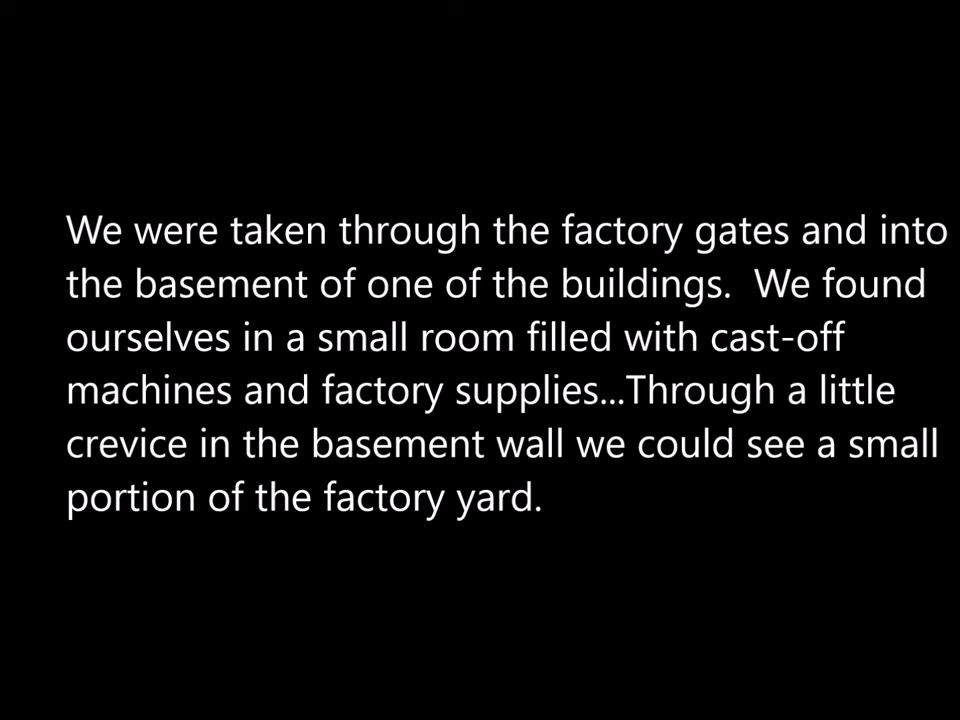 We were taken through the factory gates and into
the basement of one of the buildings.  We found
ourselves in a small room filled with cast-off
machines and factory supplies...Through a little
crevice in the basement wall we could see a small
portion of the factory yard.